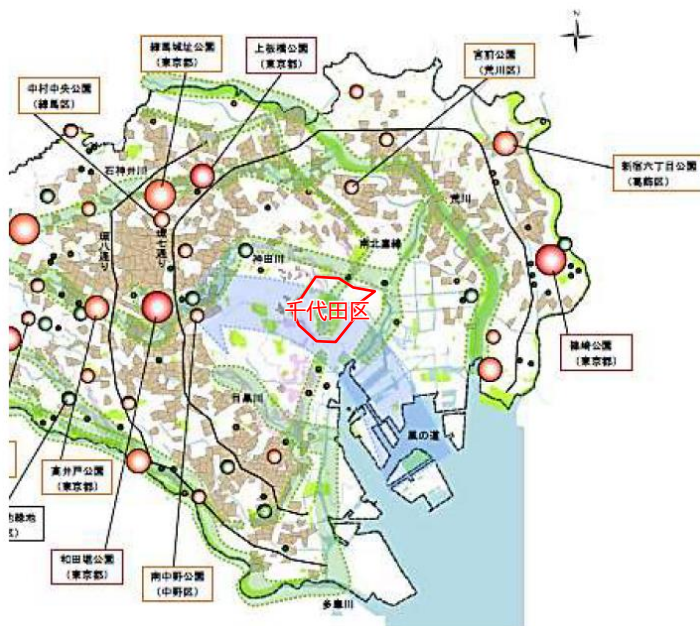 N
練馬城址公園
（東京都）
上板橋公園
（東京都）
宮前公園
（荒川区）
中村中央公園
（練馬区）
新宿六丁目公園
（葛飾区）
石神井川
荒川
環八通り
環七通り
南北崖線
神田川
千代田区
篠崎公園
（東京都）
目黒川
風の道
高井戸公園
（東京都）
緑地
区）
和田堀公園
（東京都）
南中野公園
（中野区）
多摩川